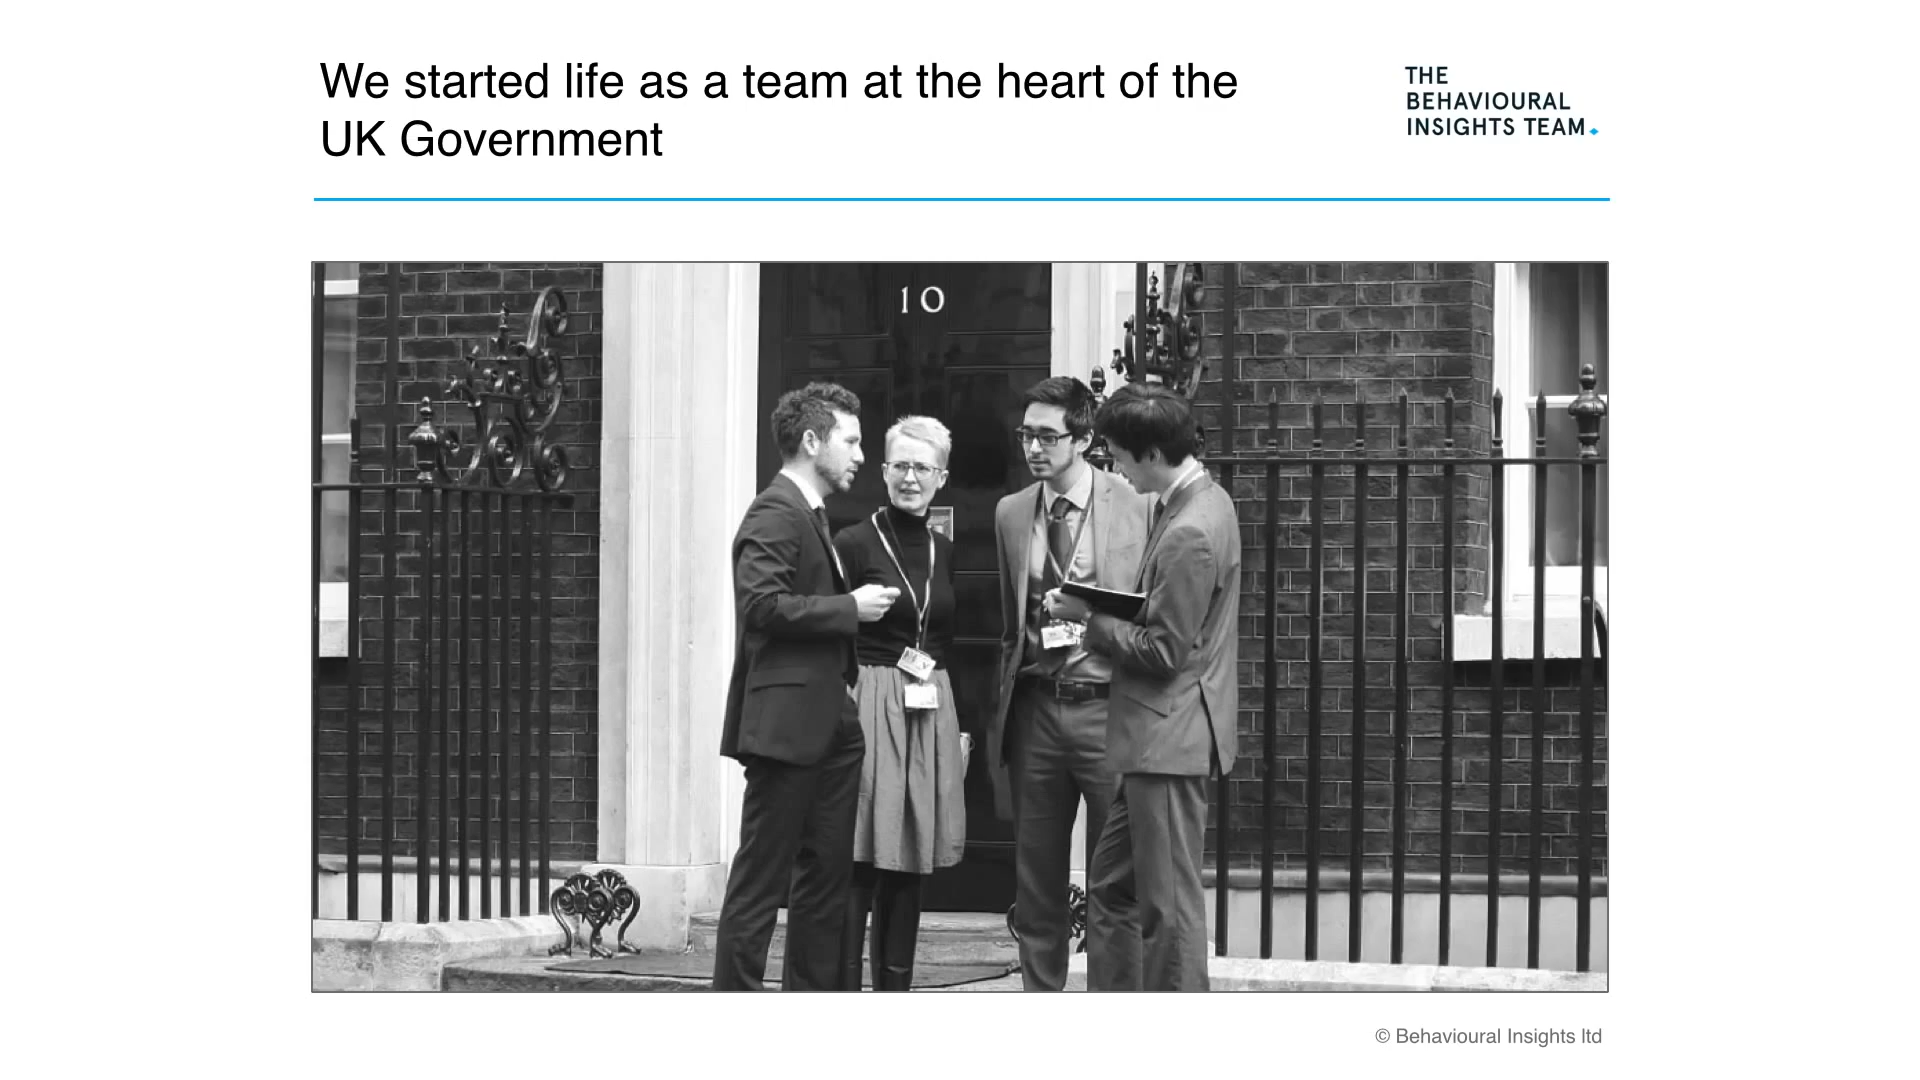 We started life as a team at the heart of the
UK Government
THE
BEHAVIOURAL
INSIGHTS TEAM.
10
© Behavioural Insights ltd